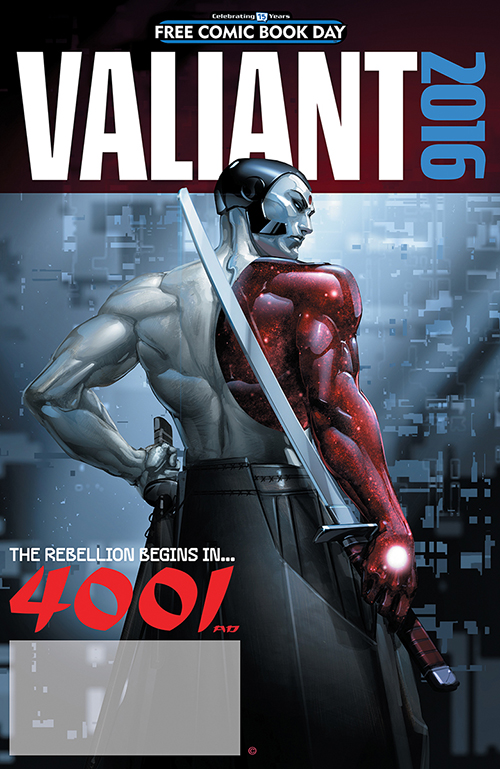 Celebrating 15 Years
FREE COMIC BOOK DAY
VALIANT
2016
THE REBELLION BEGINS IN...
4001
AD
©